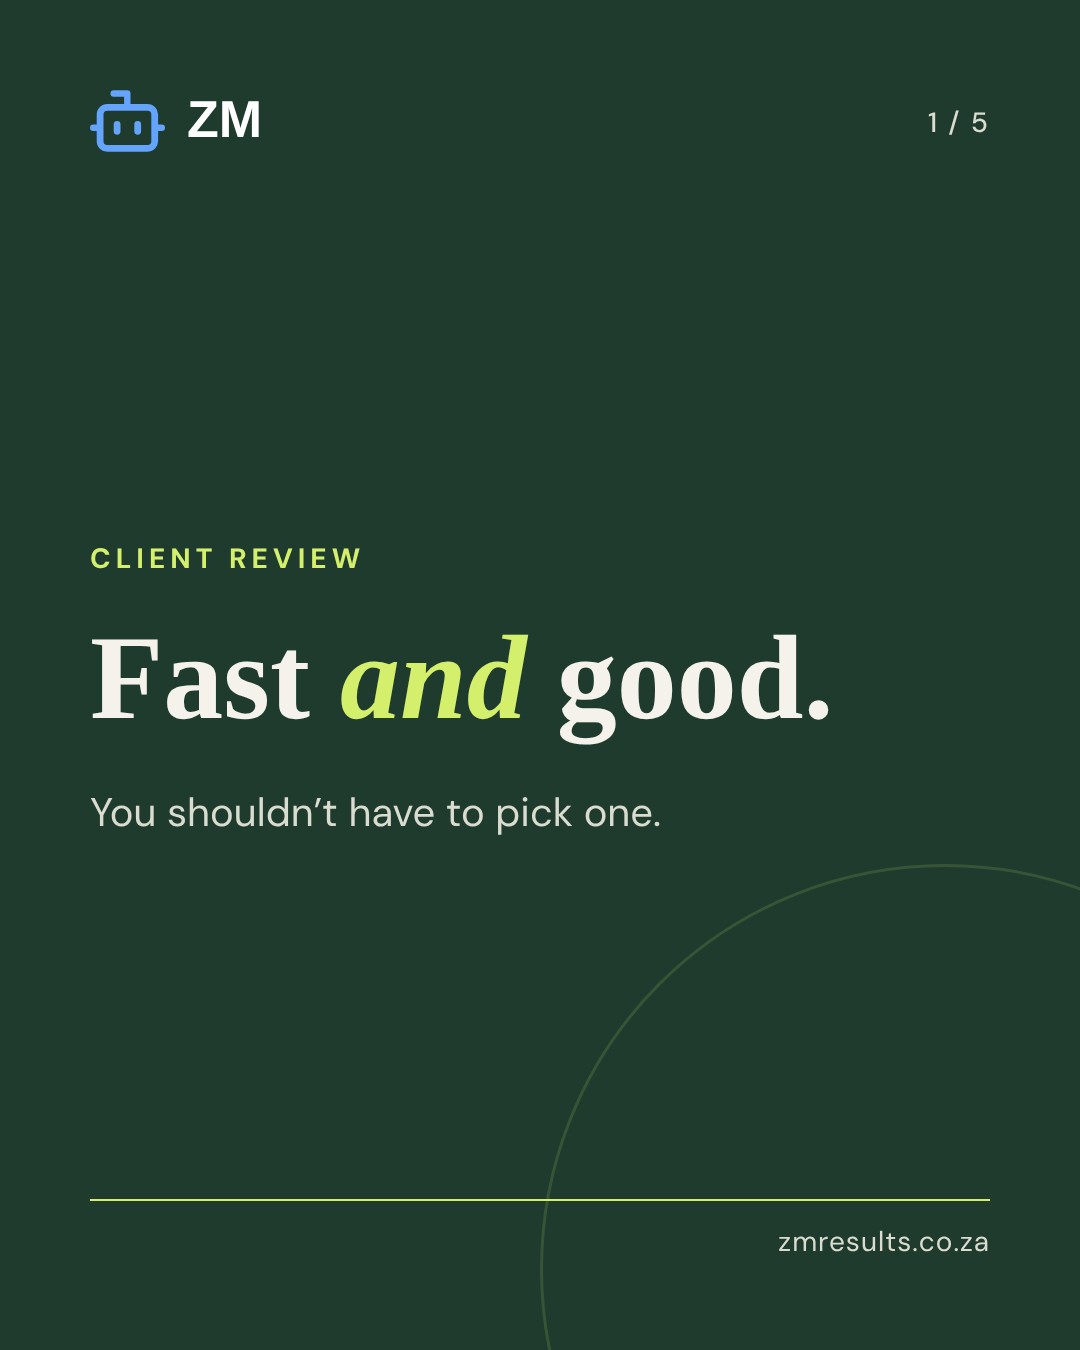 ZM
1 / 5
CLIENT REVIEW
Fast and good.
You shouldn’t have to pick one.
zmresults.co.za